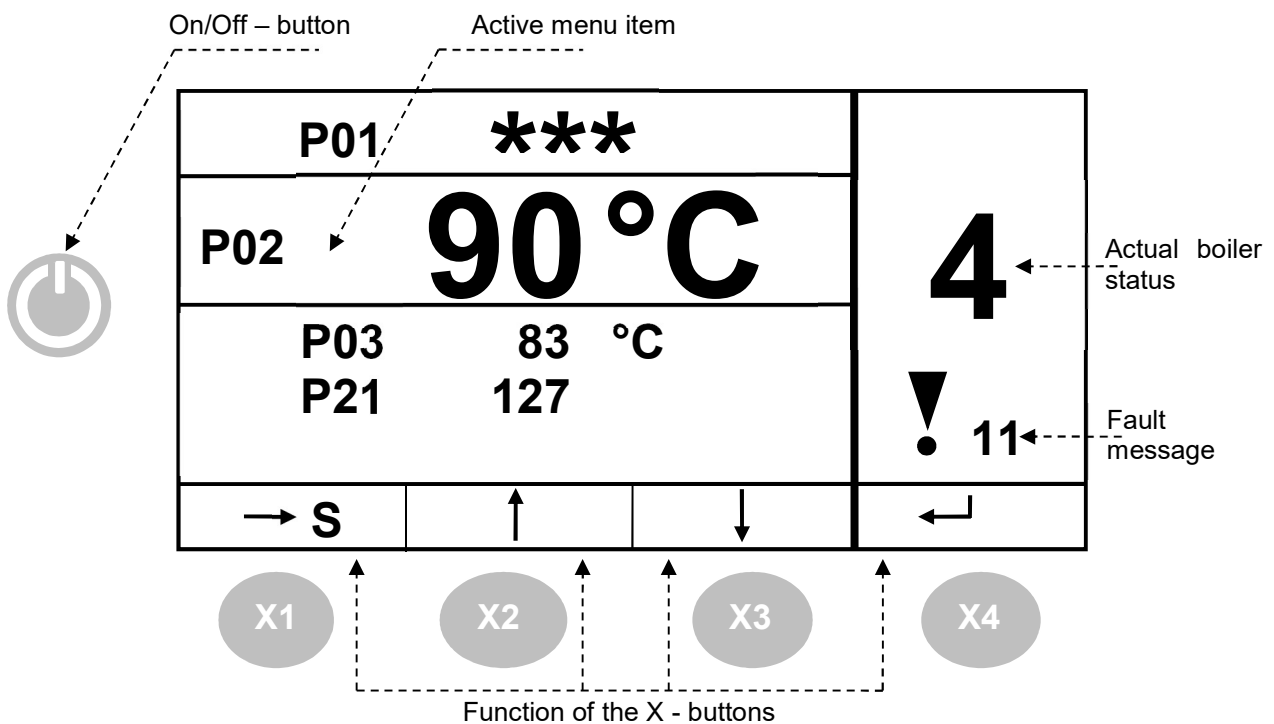 On/Off – button
Active menu item
P01 ***
P02 90 °C
4
Actual boiler
status
P03 83 °C
P21 127
! 11
Fault
message
→ S ↑ ↓ ↵
X1 X2 X3 X4
Function of the X - buttons